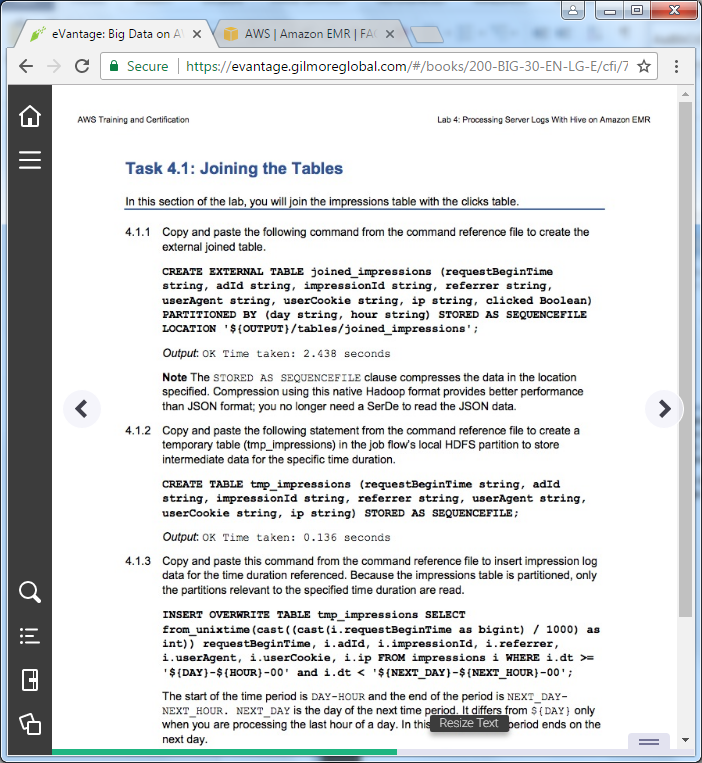 eVantage: Big Data on A
AWS | Amazon EMR | FA
Secure
https://evantage.gilmoreglobal.com/#/books/200-BIG-30-EN-LG-E/cfi/7
AWS Training and Certification
Lab 4: Processing Server Logs With Hive on Amazon EMR
Task 4.1: Joining the Tables
In this section of the lab, you will join the impressions table with the clicks table.
4.1.1 Copy and paste the following command from the command reference file to create the
external joined table.
CREATE EXTERNAL TABLE joined_impressions (requestBeginTime
string, adId string, impressionId string, referrer string,
userAgent string, userCookie string, ip string, clicked Boolean)
PARTITIONED BY (day string, hour string) STORED AS SEQUENCEFILE
LOCATION '${OUTPUT}/tables/joined_impressions';
Output: OK Time taken: 2.438 seconds
Note The STORED AS SEQUENCEFILE clause compresses the data in the location
specified. Compression using this native Hadoop format provides better performance
than JSON format; you no longer need a SerDe to read the JSON data.
4.1.2 Copy and paste the following statement from the command reference file to create a
temporary table (tmp_impressions) in the job flow's local HDFS partition to store
intermediate data for the specific time duration.
CREATE TABLE tmp_impressions (requestBeginTime string, adId
string, impressionId string, referrer string, userAgent string,
userCookie string, ip string) STORED AS SEQUENCEFILE;
Output: OK Time taken: 0.136 seconds
4.1.3 Copy and paste this command from the command reference file to insert impression log
data for the time duration referenced. Because the impressions table is partitioned, only
the partitions relevant to the specified time duration are read.
INSERT OVERWRITE TABLE tmp_impressions SELECT
from_unixtime(cast((cast(i.requestBeginTime as bigint) / 1000) as
int)) requestBeginTime, i.adId, i.impressionId, i.referrer,
i.userAgent, i.userCookie, i.ip FROM impressions i WHERE i.dt >=
'${DAY}-${HOUR}-00' and i.dt < '${NEXT_DAY}-${NEXT_HOUR}-00';
The start of the time period is DAY-HOUR and the end of the period is NEXT_DAY-
NEXT_HOUR. NEXT_DAY is the day of the next time period. It differs from ${DAY} only
when you are processing the last hour of a day. In this period ends on the
Resize Text
next day.